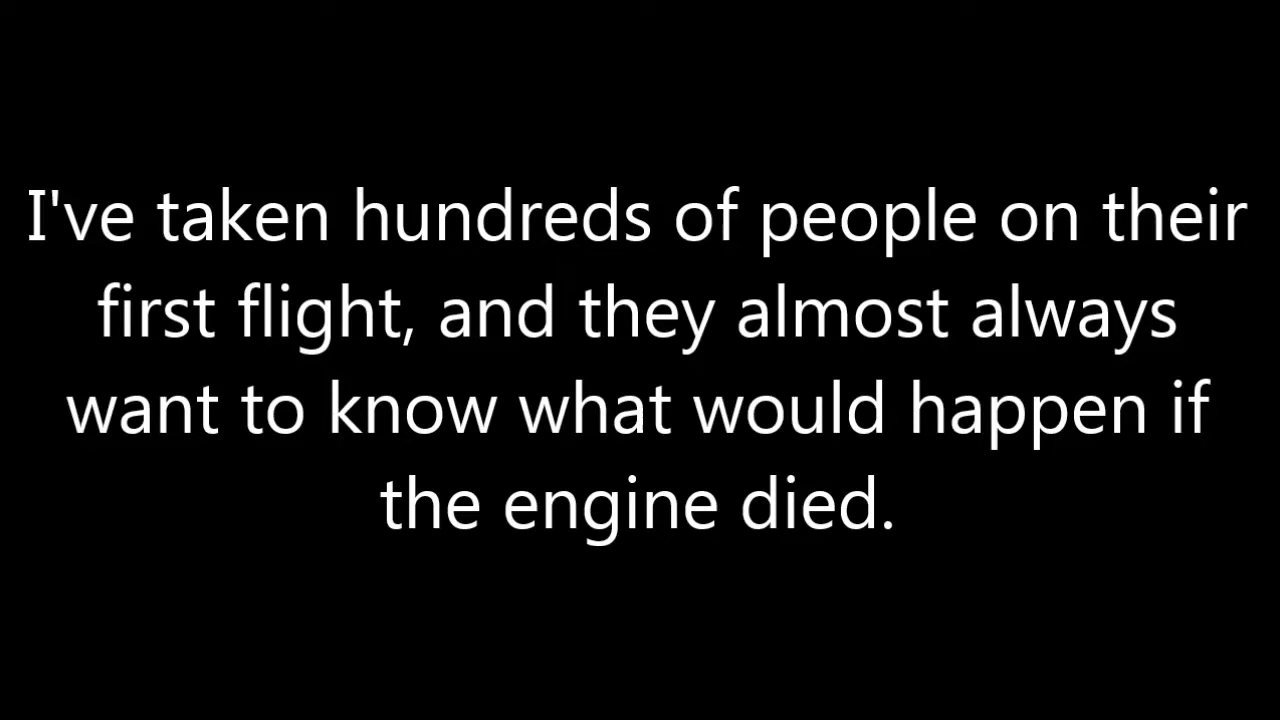 I've taken hundreds of people on their
first flight, and they almost always
want to know what would happen if
the engine died.